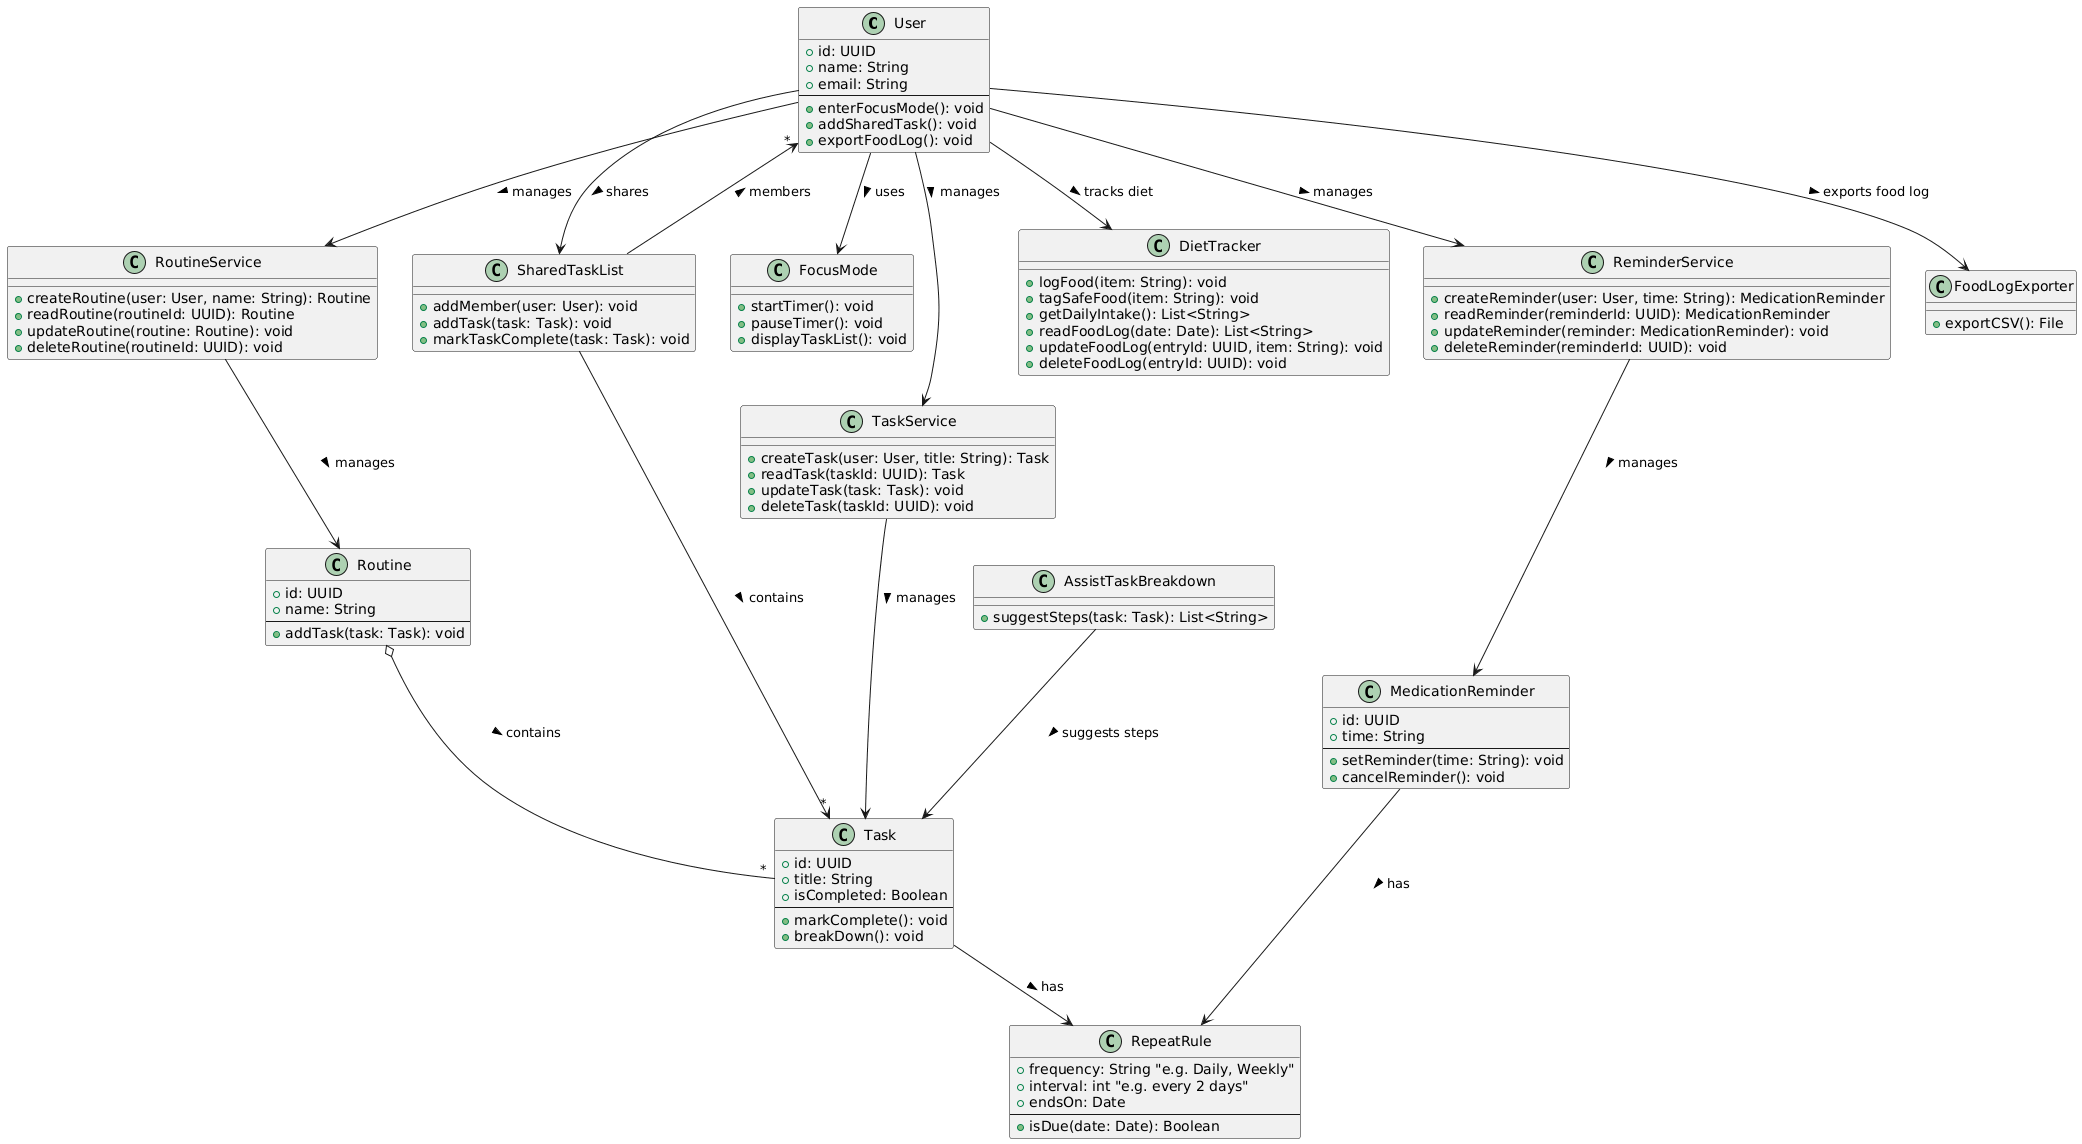 C User
id: UUID
name: String
email: String
enterFocusMode(): void
addSharedTask(): void
exportFoodLog(): void
*
manages
shares
members
uses
manages
tracks diet
manages
exports food log
C RoutineService
createRoutine(user: User, name: String): Routine
readRoutine(routineId: UUID): Routine
updateRoutine(routine: Routine): void
deleteRoutine(routineId: UUID): void
C SharedTaskList
addMember(user: User): void
addTask(task: Task): void
markTaskComplete(task: Task): void
C FocusMode
startTimer(): void
pauseTimer(): void
displayTaskList(): void
C DietTracker
logFood(item: String): void
tagSafeFood(item: String): void
getDailyIntake(): List<String>
readFoodLog(date: Date): List<String>
updateFoodLog(entryId: UUID, item: String): void
deleteFoodLog(entryId: UUID): void
C ReminderService
createReminder(user: User, time: String): MedicationReminder
readReminder(reminderId: UUID): MedicationReminder
updateReminder(reminder: MedicationReminder): void
deleteReminder(reminderId: UUID): void
C FoodLogExporter
exportCSV(): File
C TaskService
createTask(user: User, title: String): Task
readTask(taskId: UUID): Task
updateTask(task: Task): void
deleteTask(taskId: UUID): void
manages
manages
C Routine
id: UUID
name: String
addTask(task: Task): void
contains
manages
C AssistTaskBreakdown
suggestSteps(task: Task): List<String>
contains
suggests steps
C MedicationReminder
id: UUID
time: String
setReminder(time: String): void
cancelReminder(): void
*
*
C Task
id: UUID
title: String
isCompleted: Boolean
markComplete(): void
breakDown(): void
has
has
C RepeatRule
frequency: String "e.g. Daily, Weekly"
interval: int "e.g. every 2 days"
endsOn: Date
isDue(date: Date): Boolean